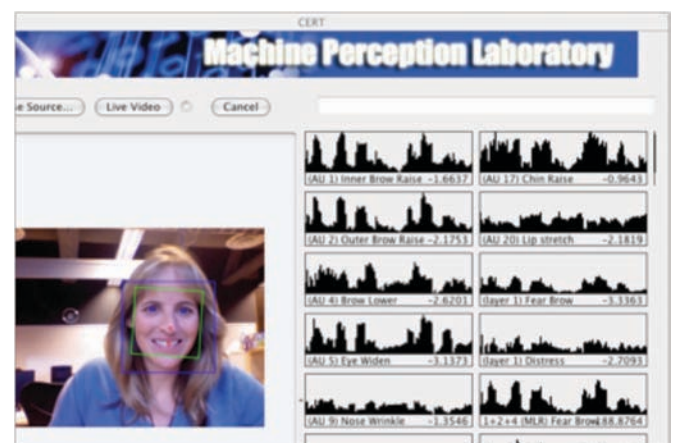 CERT
Machine Perception Laboratory
e Source...
Live Video
Cancel
(AU 1) Inner Brow Raise -1.6637
(AU 17) Chin Raise -0.9643
(AU 2) Outer Brow Raise -2.1753
(AU 20) Lip stretch -2.1819
(AU 4) Brow Lower -2.6201
(layer 1) Fear Brow -3.3363
(AU 5) Eye Widen -3.1373
(layer 1) Distress -2.7093
(AU 9) Nose Wrinkle -1.3546
1+2+4 (MLR) Fear Brow 88.8764